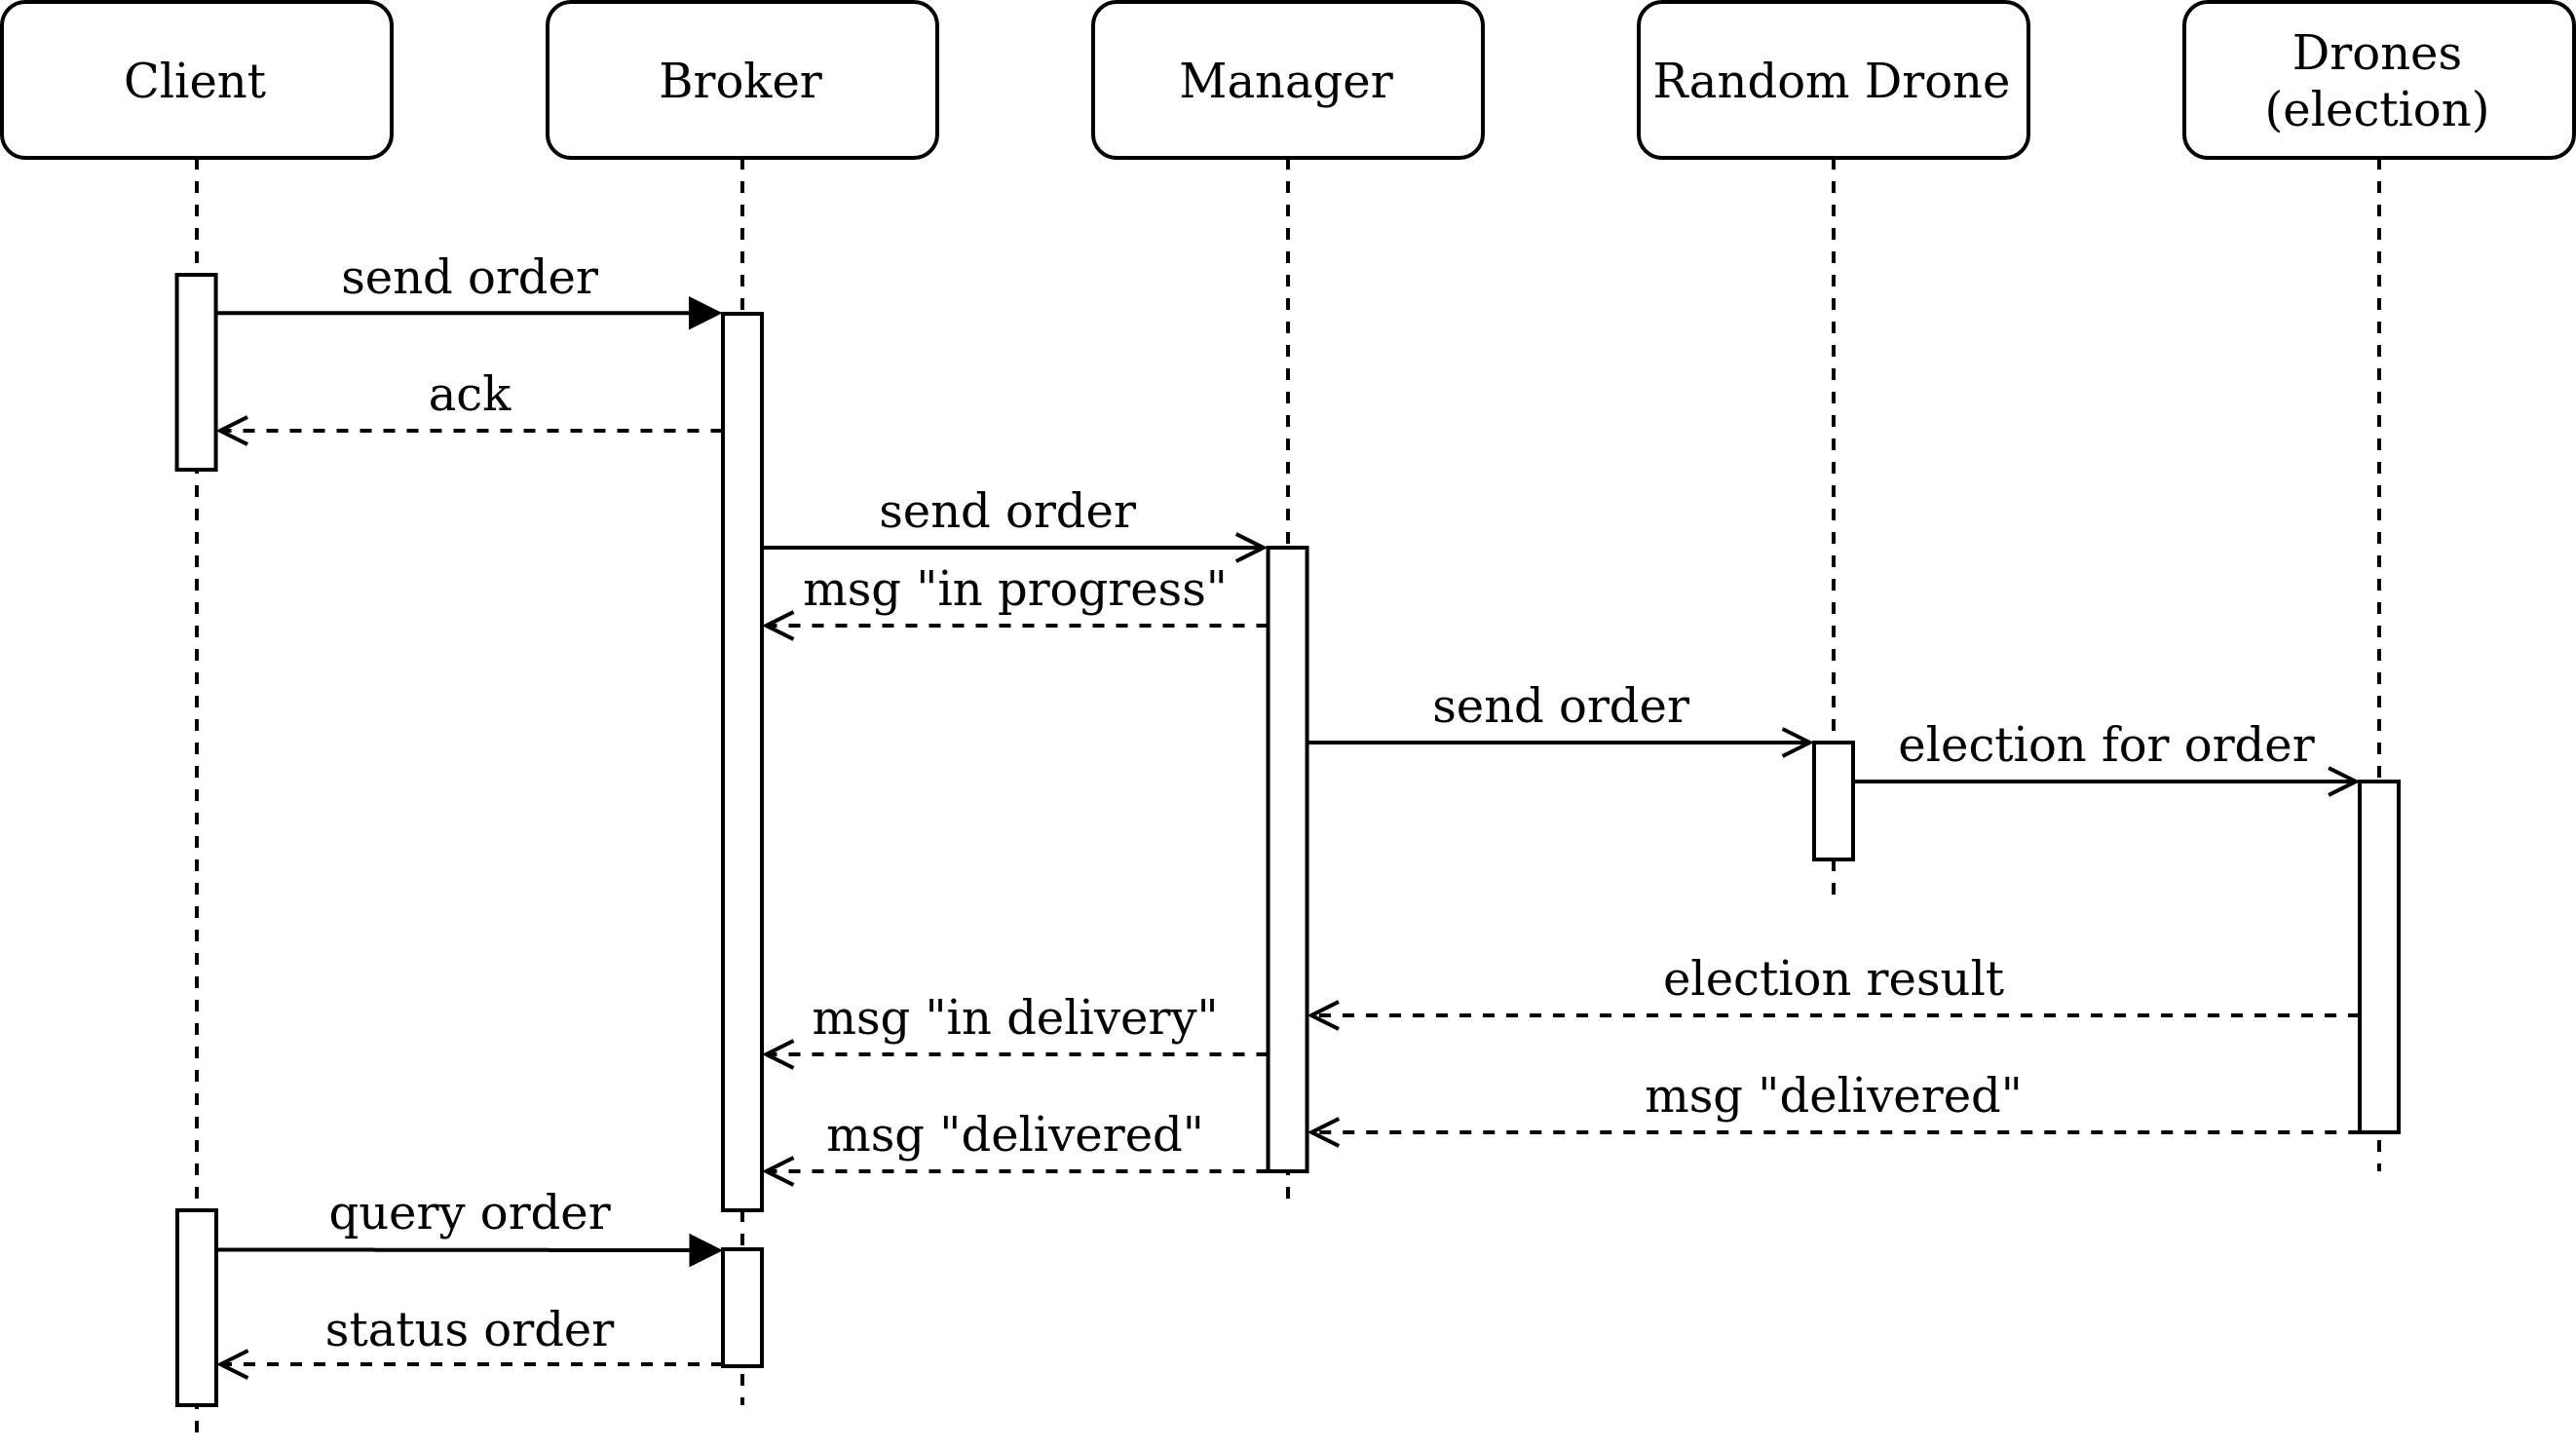 Client
Broker
Manager
Random Drone
Drones
(election)
send order
ack
send order
msg "in progress"
send order
election for order
election result
msg "in delivery"
msg "delivered"
msg "delivered"
query order
status order